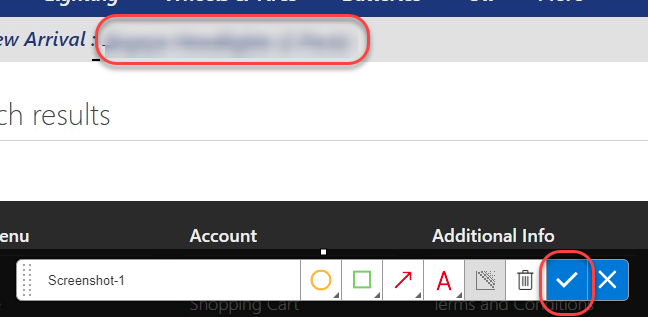 Lighting Wheels & Tires Batteries Oil More
ew Arrival :
ch results
enu Account Additional Info
Screenshot-1
Shopping Cart Terms and Conditions